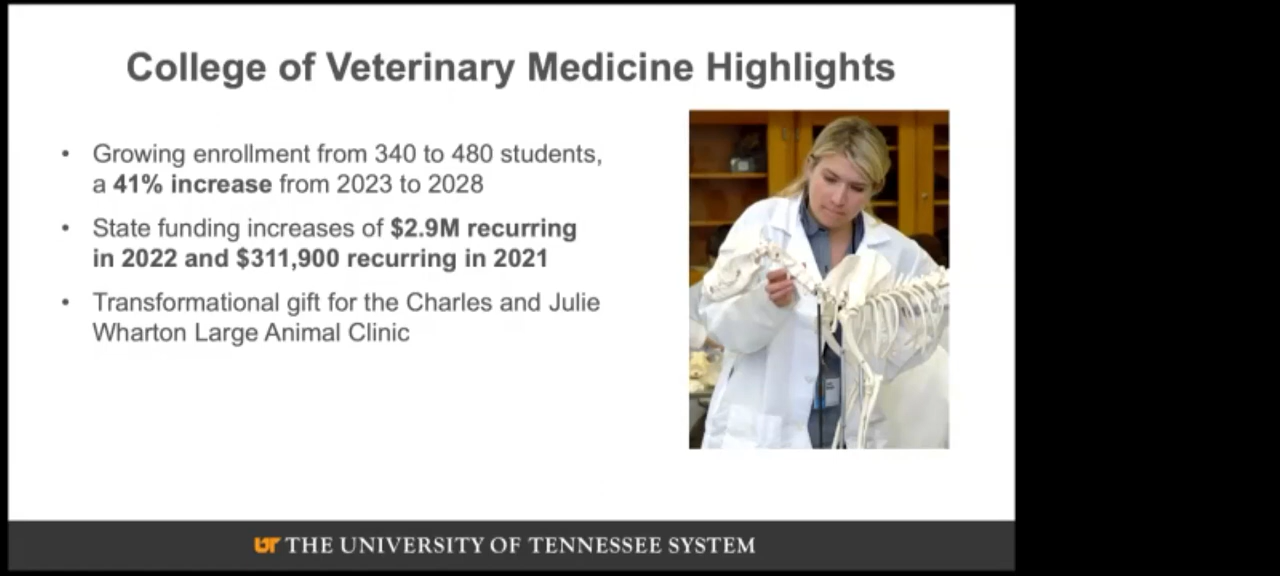 College of Veterinary Medicine Highlights
• Growing enrollment from 340 to 480 students,
a 41% increase from 2023 to 2028
• State funding increases of $2.9M recurring
in 2022 and $311,900 recurring in 2021
• Transformational gift for the Charles and Julie
Wharton Large Animal Clinic
UT THE UNIVERSITY OF TENNESSEE SYSTEM